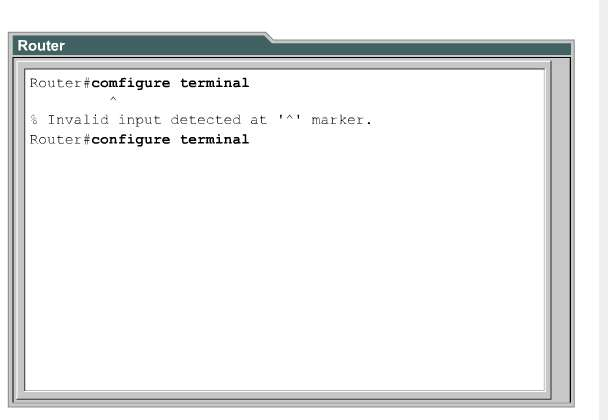 Router
Router#comfigure terminal
^
% Invalid input detected at '^' marker.
Router#configure terminal